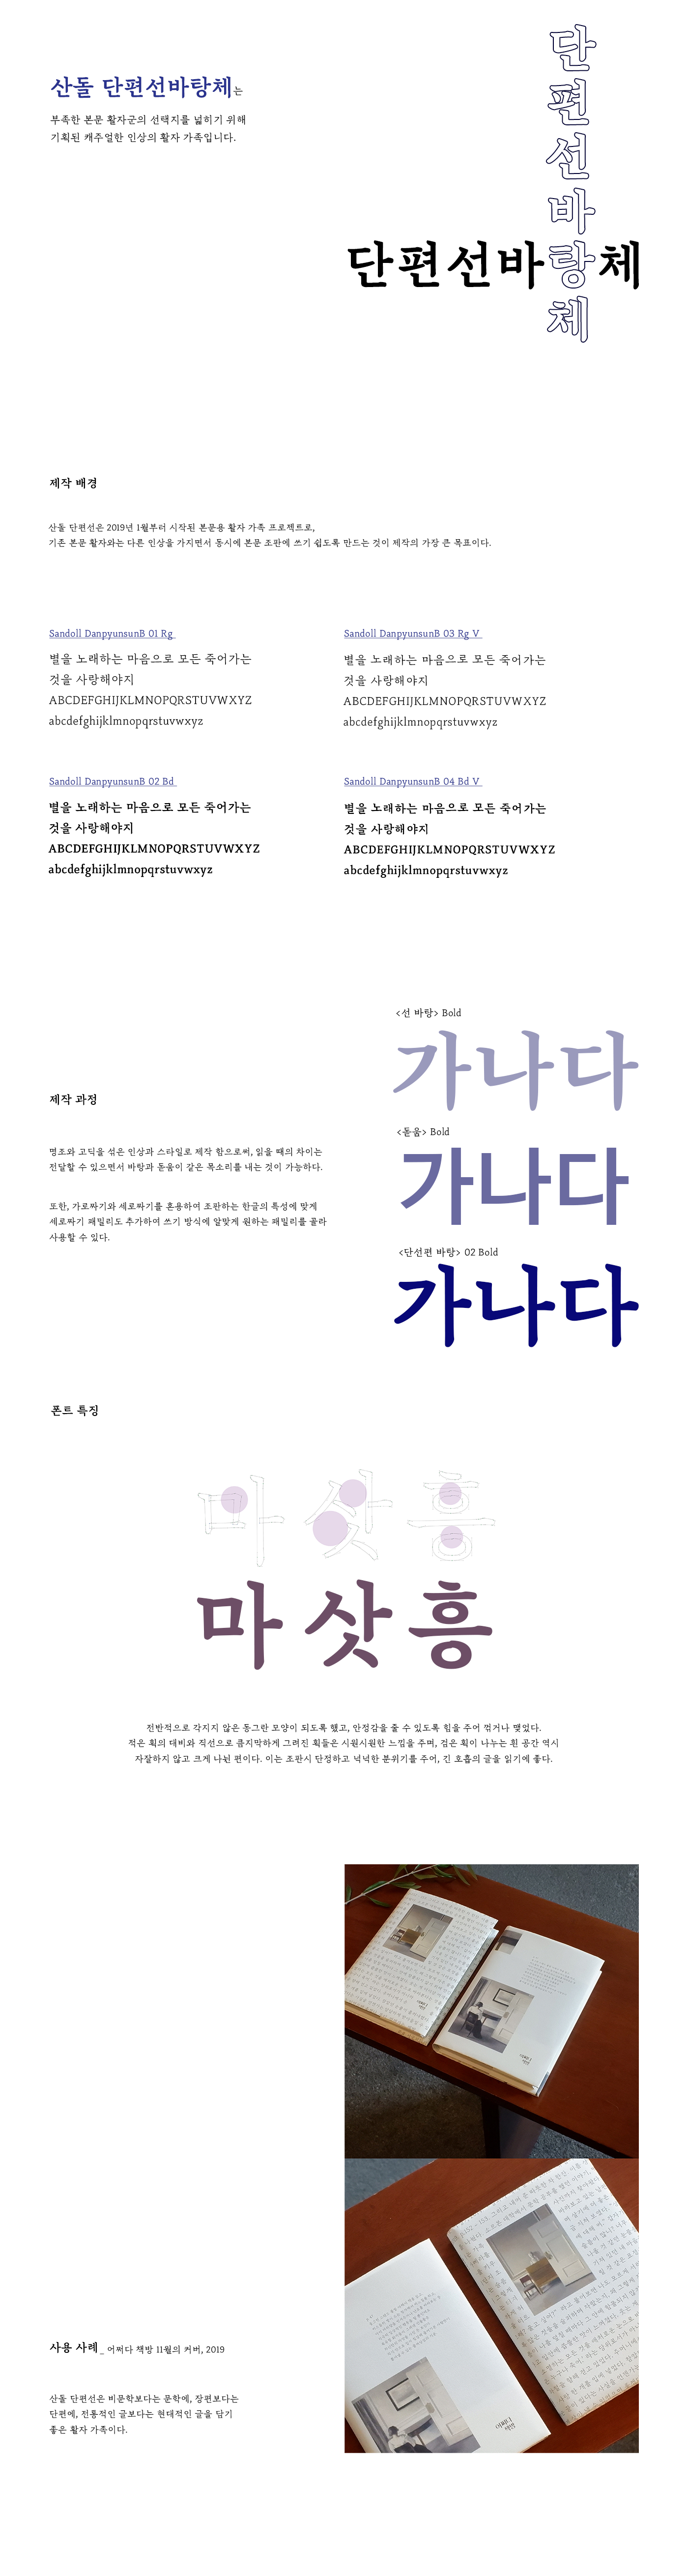 산돌 단편선바탕체는
부족한 본문 활자군의 선택지를 넓히기 위해
기획된 캐주얼한 인상의 활자 가족입니다.
단편선바탕체
단편선바탕체
제작 배경
산돌 단편선은 2019년 1월부터 시작된 본문용 활자 가족 프로젝트로,
기존 본문 활자와는 다른 인상을 가지면서 동시에 본문 조판에 쓰기 쉽도록 만드는 것이 제작의 가장 큰 목표이다.
Sandoll DanpyunsunB 01 Rg
별을 노래하는 마음으로 모든 죽어가는
것을 사랑해야지
ABCDEFGHIJKLMNOPQRSTUVWXYZ
abcdefghijklmnopqrstuvwxyz
Sandoll DanpyunsunB 03 Rg V
별을 노래하는 마음으로 모든 죽어가는
것을 사랑해야지
ABCDEFGHIJKLMNOPQRSTUVWXYZ
abcdefghijklmnopqrstuvwxyz
Sandoll DanpyunsunB 02 Bd
별을 노래하는 마음으로 모든 죽어가는
것을 사랑해야지
ABCDEFGHIJKLMNOPQRSTUVWXYZ
abcdefghijklmnopqrstuvwxyz
Sandoll DanpyunsunB 04 Bd V
별을 노래하는 마음으로 모든 죽어가는
것을 사랑해야지
ABCDEFGHIJKLMNOPQRSTUVWXYZ
abcdefghijklmnopqrstuvwxyz
제작 과정
명조와 고딕을 섞은 인상과 스타일로 제작 함으로써, 읽을 때의 차이는
전달할 수 있으면서 바탕과 돋움이 같은 목소리를 내는 것이 가능하다.
또한, 가로짜기와 세로짜기를 혼용하여 조판하는 한글의 특성에 맞게
세로짜기 패밀리도 추가하여 쓰기 방식에 알맞게 원하는 패밀리를 골라
사용할 수 있다.
<선 바탕> Bold
가나다
<돋움> Bold
가나다
<단선편 바탕> 02 Bold
가나다
폰트 특징
마 삿 흥
마 삿 흥
전반적으로 각지지 않은 동그란 모양이 되도록 했고, 안정감을 줄 수 있도록 힘을 주어 꺾거나 맺었다.
적은 획의 대비와 직선으로 큼지막하게 그려진 획들은 시원시원한 느낌을 주며, 검은 획이 나누는 흰 공간 역시
자잘하지 않고 크게 나뉜 편이다. 이는 조판시 단정하고 넉넉한 분위기를 주어, 긴 호흡의 글을 읽기에 좋다.
사용 사례_ 어쩌다 책방 11월의 커버, 2019
산돌 단편선은 비문학보다는 문학에, 장편보다는
단편에, 전통적인 글보다는 현대적인 글을 담기
좋은 활자 가족이다.
어쩌다
책방